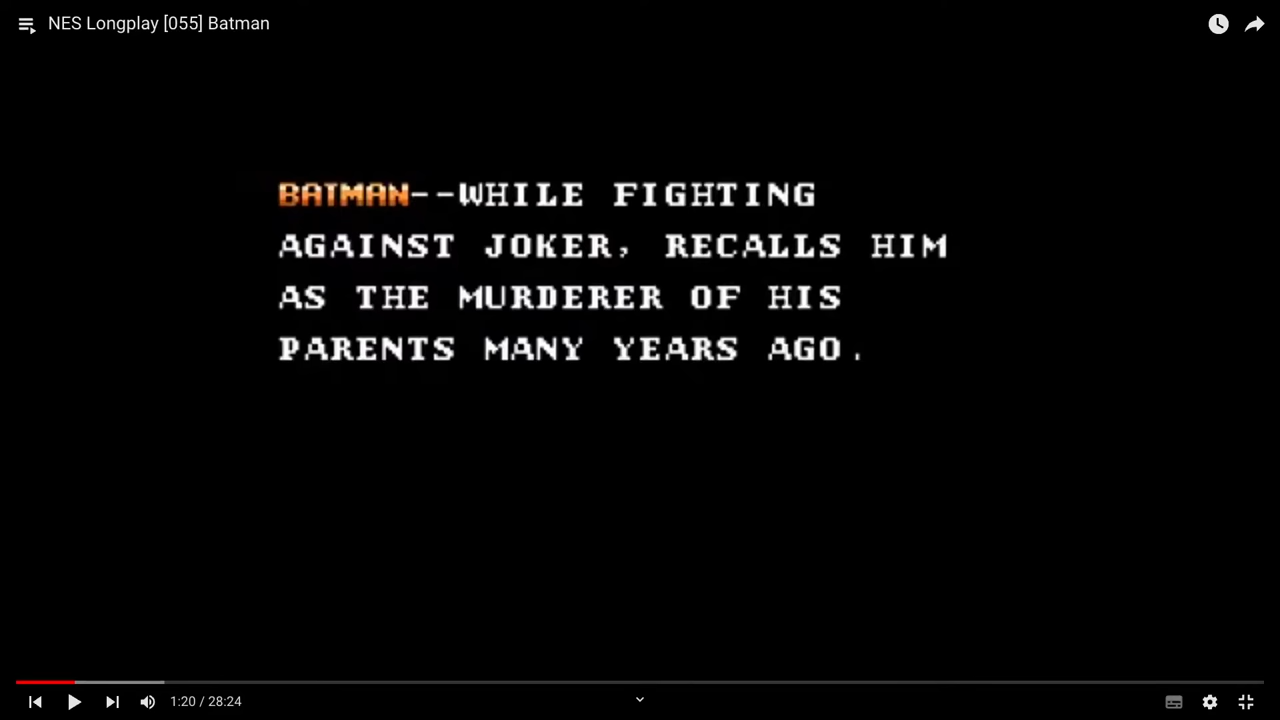 NES Longplay [055] Batman
BATMAN--WHILE FIGHTING
AGAINST JOKER, RECALLS HIM
AS THE MURDERER OF HIS
PARENTS MANY YEARS AGO.
1:20 / 28:24